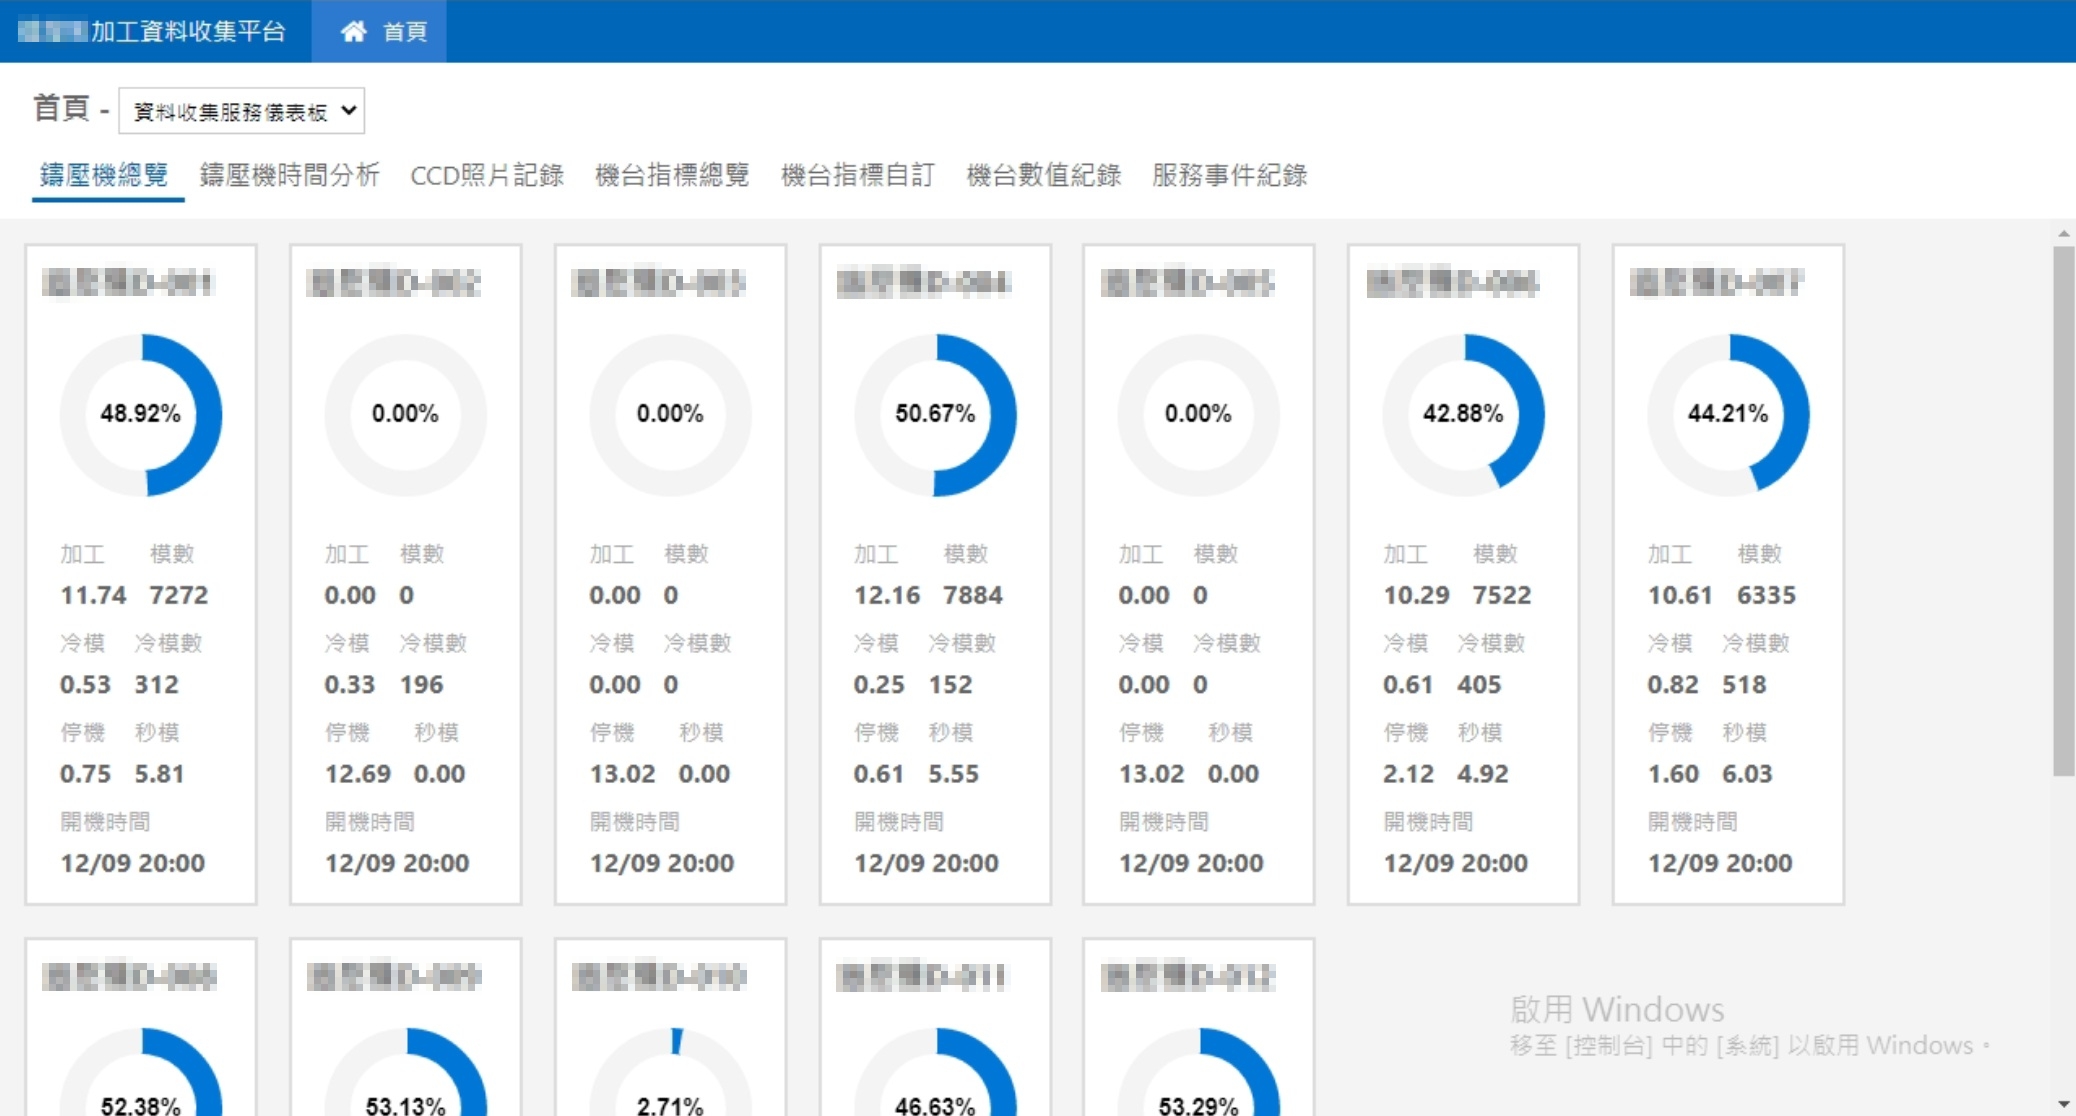 加工資料收集平台 首頁
首頁 - 資料收集服務儀表板
鑄壓機總覽 鑄壓機時間分析 CCD照片記錄 機台指標總覽 機台指標自訂 機台數值紀錄 服務事件紀錄
48.92% 0.00% 0.00% 50.67% 0.00% 42.88% 44.21%
加工 模數 加工 模數 加工 模數 加工 模數 加工 模數 加工 模數 加工 模數
11.74 7272 0.00 0 0.00 0 12.16 7884 0.00 0 10.29 7522 10.61 6335
冷模 冷模數 冷模 冷模數 冷模 冷模數 冷模 冷模數 冷模 冷模數 冷模 冷模數 冷模 冷模數
0.53 312 0.33 196 0.00 0 0.25 152 0.00 0 0.61 405 0.82 518
停機 秒模 停機 秒模 停機 秒模 停機 秒模 停機 秒模 停機 秒模 停機 秒模
0.75 5.81 12.69 0.00 13.02 0.00 0.61 5.55 13.02 0.00 2.12 4.92 1.60 6.03
開機時間 開機時間 開機時間 開機時間 開機時間 開機時間 開機時間
12/09 20:00 12/09 20:00 12/09 20:00 12/09 20:00 12/09 20:00 12/09 20:00 12/09 20:00
52.38% 53.13% 2.71% 46.63% 53.29%
啟用 Windows
移至 [控制台] 中的 [系統] 以啟用 Windows。